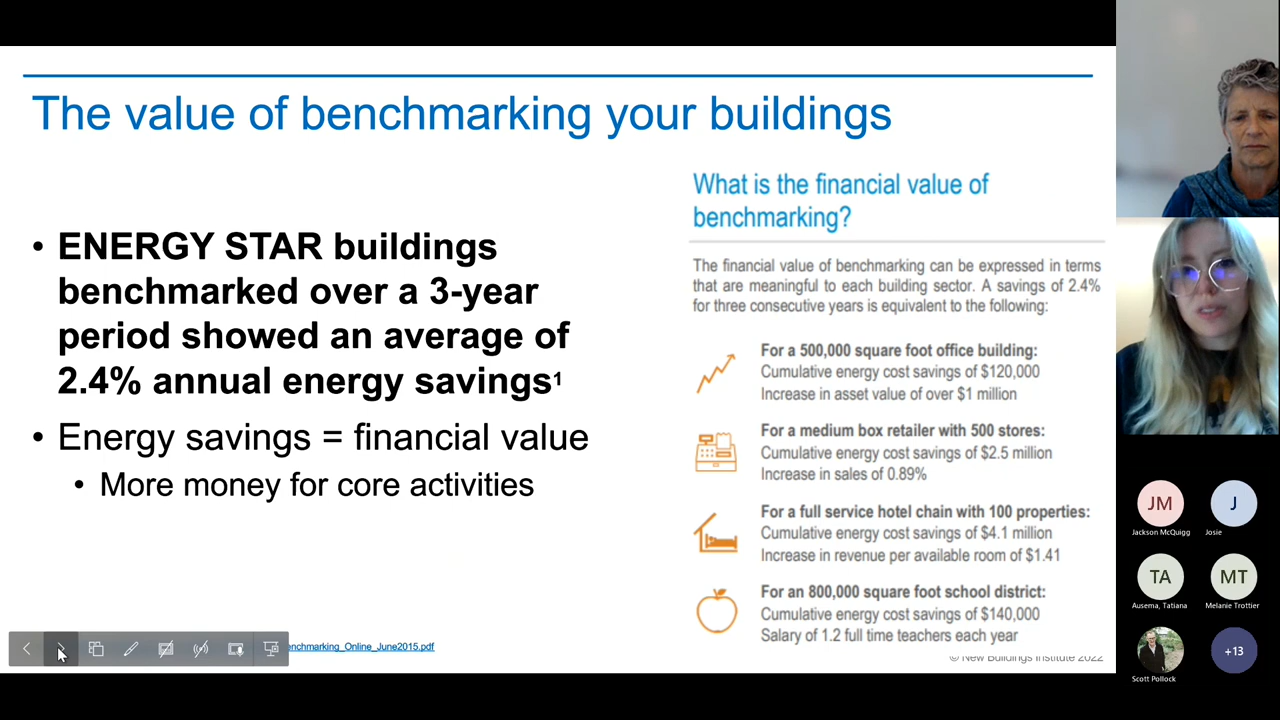 The value of benchmarking your buildings
• ENERGY STAR buildings
benchmarked over a 3-year
period showed an average of
2.4% annual energy savings¹
• Energy savings = financial value
• More money for core activities
What is the financial value of
benchmarking?
The financial value of benchmarking can be expressed in terms
that are meaningful to each building sector. A savings of 2.4%
for three consecutive years is equivalent to the following:
For a 500,000 square foot office building:
Cumulative energy cost savings of $120,000
Increase in asset value of over $1 million
For a medium box retailer with 500 stores:
Cumulative energy cost savings of $2.5 million
Increase in sales of 0.89%
For a full service hotel chain with 100 properties:
Cumulative energy cost savings of $4.1 million
Increase in revenue per available room of $1.41
For an 800,000 square foot school district:
Cumulative energy cost savings of $140,000
Salary of 1.2 full time teachers each year
enchmarking_Online_June2015.pdf
© New Buildings Institute 2022
JM
Jackson McQuigg
J
Josie
TA
Ausema, Tatiana
MT
Melanie Trottier
Scott Pollock
+13